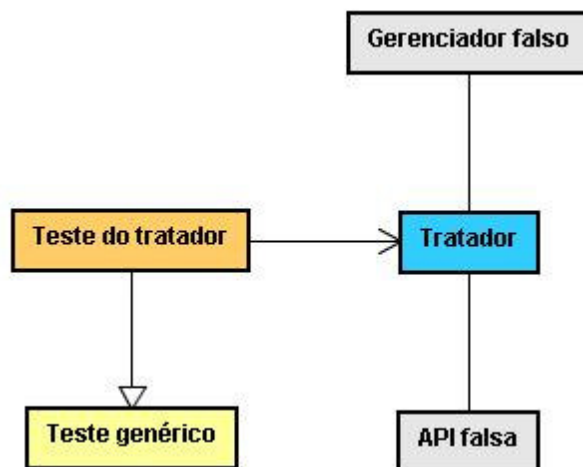 Gerenciador falso
Teste do tratador
Tratador
Teste genérico
API falsa